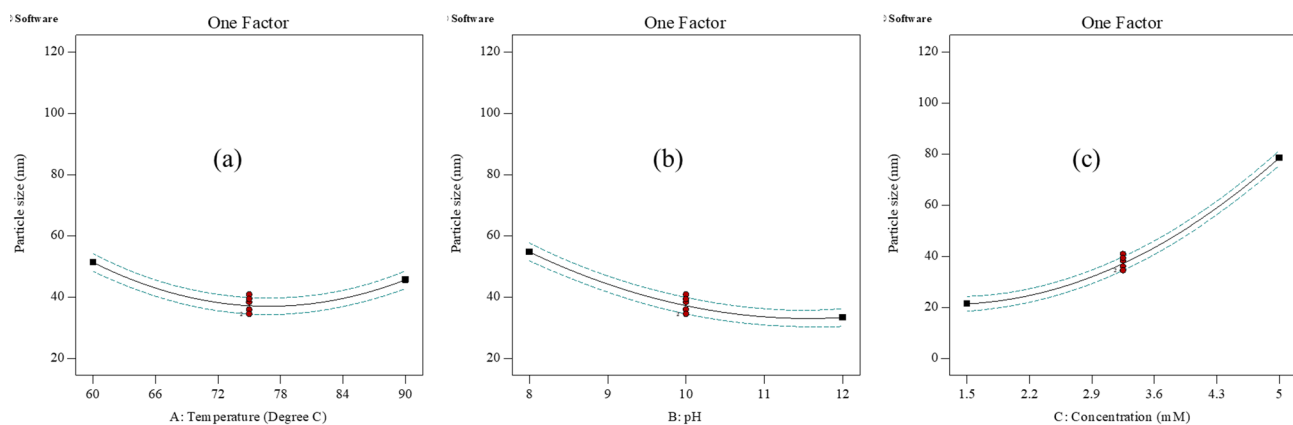 Software
One Factor
120
100
80
60
40
20
Particle size (nm)
(a)
60
66
72
78
84
90
A: Temperature (Degree C)
Software
One Factor
120
100
80
60
40
20
Particle size (nm)
(b)
8
9
10
11
12
B: pH
Software
One Factor
120
100
80
60
40
20
0
Particle size (nm)
(c)
1.5
2.2
2.9
3.6
4.3
5
C: Concentration (mM)